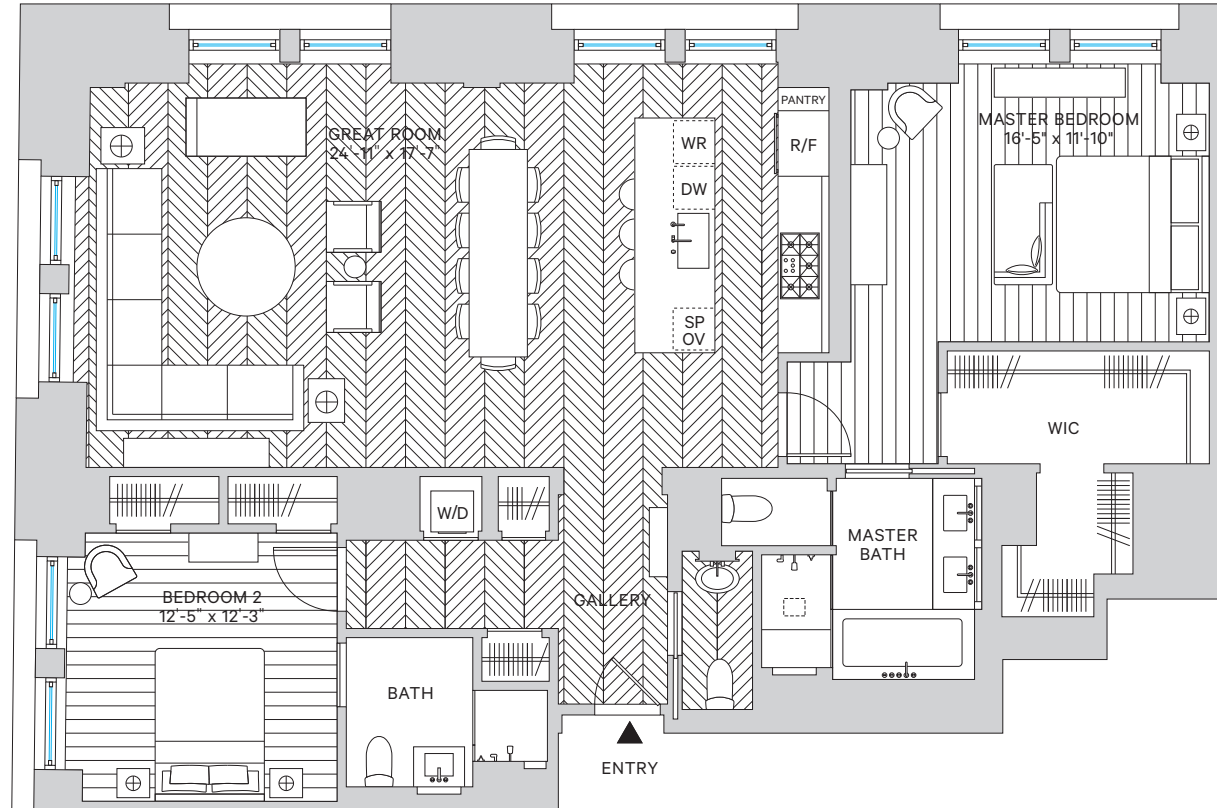 PANTRY
GREAT ROOM
24'-11" x 17'-7"
WR
R/F
MASTER BEDROOM
16'-5" x 11'-10"
DW
SP
OV
WIC
W/D
MASTER
BATH
BEDROOM 2
12'-5" x 12'-3"
GALLERY
BATH
ENTRY